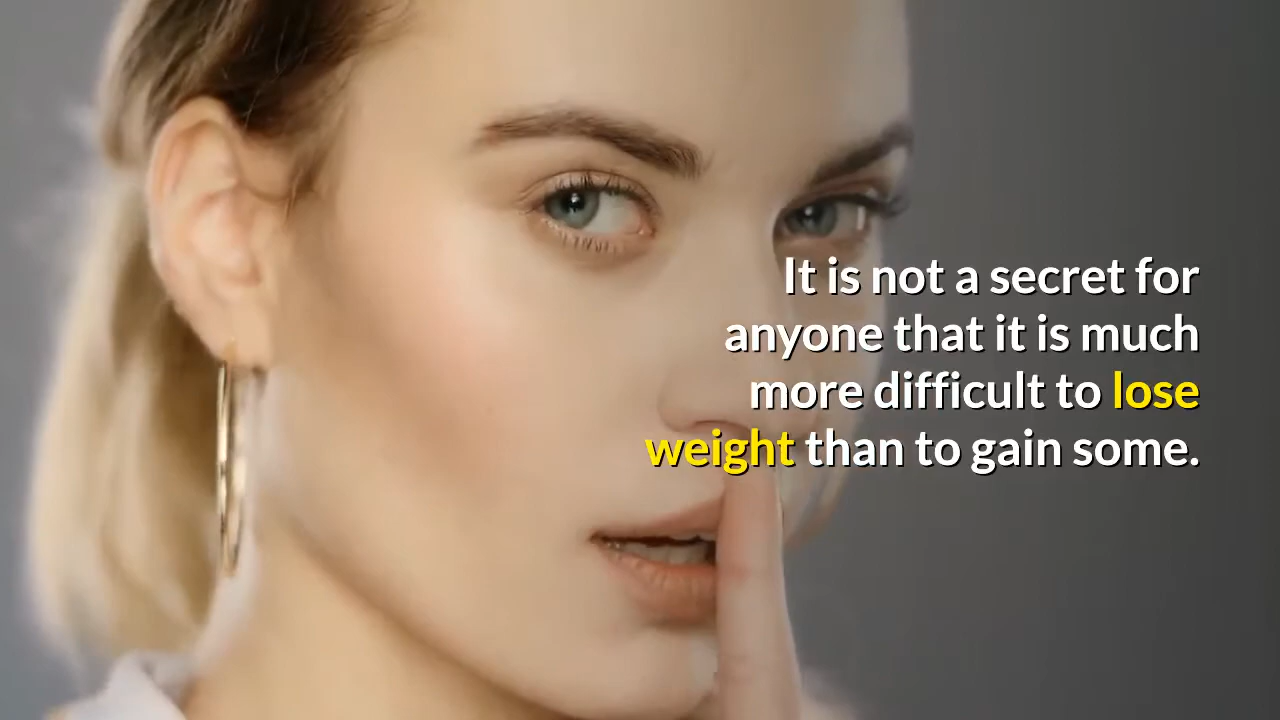 It is not a secret for
anyone that it is much
more difficult to lose
weight than to gain some.